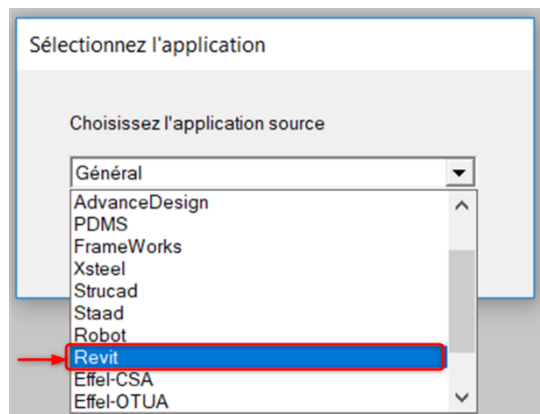 Sélectionnez l'application
Choisissez l'application source
Général
AdvanceDesign
PDMS
FrameWorks
Xsteel
Strucad
Staad
Robot
Revit
Effel-CSA
Effel-OTUA